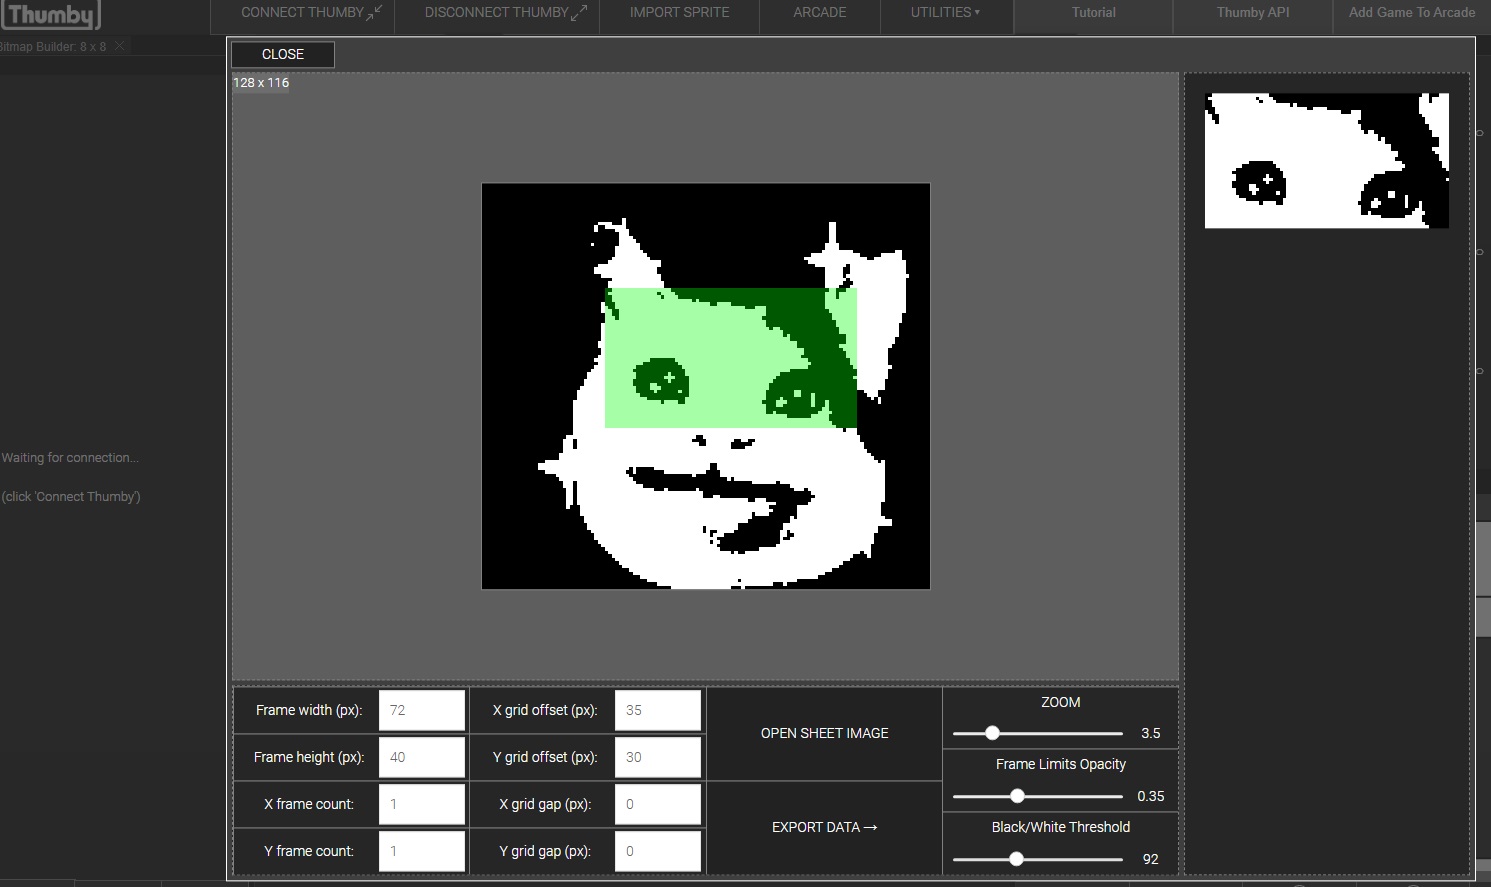 Thumby
CONNECT THUMBY
DISCONNECT THUMBY
IMPORT SPRITE
ARCADE
UTILITIES ▾
Tutorial
Thumby API
Add Game To Arcade
Bitmap Builder: 8 x 8
CLOSE
128 x 116
Waiting for connection...
(click 'Connect Thumby')
Frame width (px): 72
X grid offset (px): 35
Frame height (px): 40
Y grid offset (px): 30
X frame count: 1
X grid gap (px): 0
Y frame count: 1
Y grid gap (px): 0
OPEN SHEET IMAGE
EXPORT DATA →
ZOOM
3.5
Frame Limits Opacity
0.35
Black/White Threshold
92